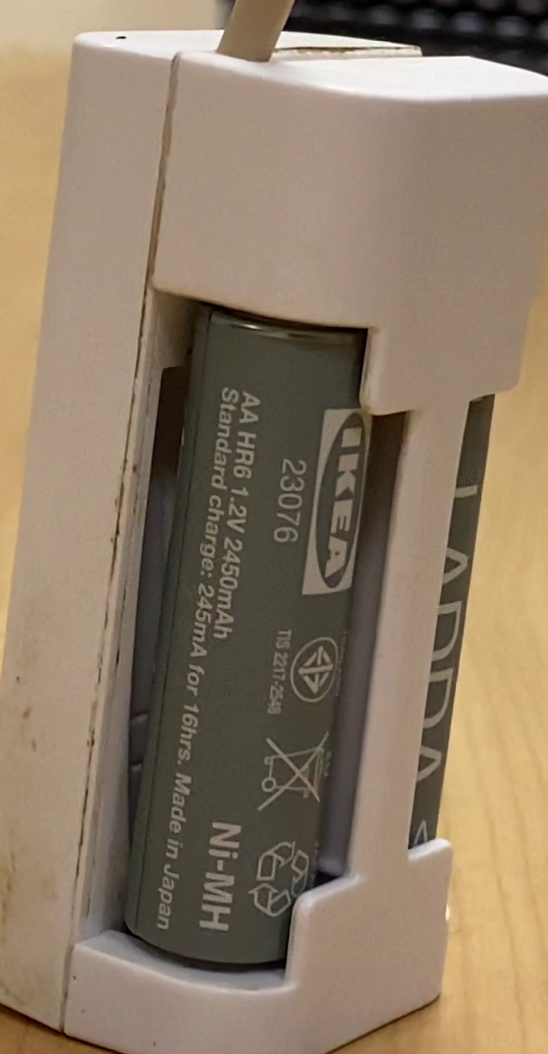 IKEA
23076
AA HR6 1.2V 2450mAh
Standard charge: 245mA for 16hrs. Made in Japan
TIS 2217-2548
Ni-MH
LADDA